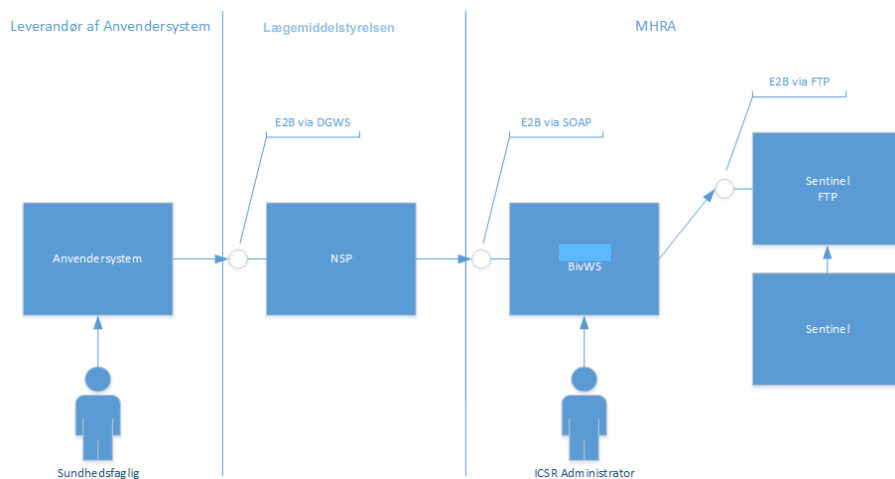 Leverandør af Anvendersystem
Lægemiddelstyrelsen
MHRA
E2B via DGWS
E2B via SOAP
E2B via FTP
Anvendersystem
NSP
BivWS
Sentinel
FTP
Sentinel
Sundhedsfaglig
ICSR Administrator